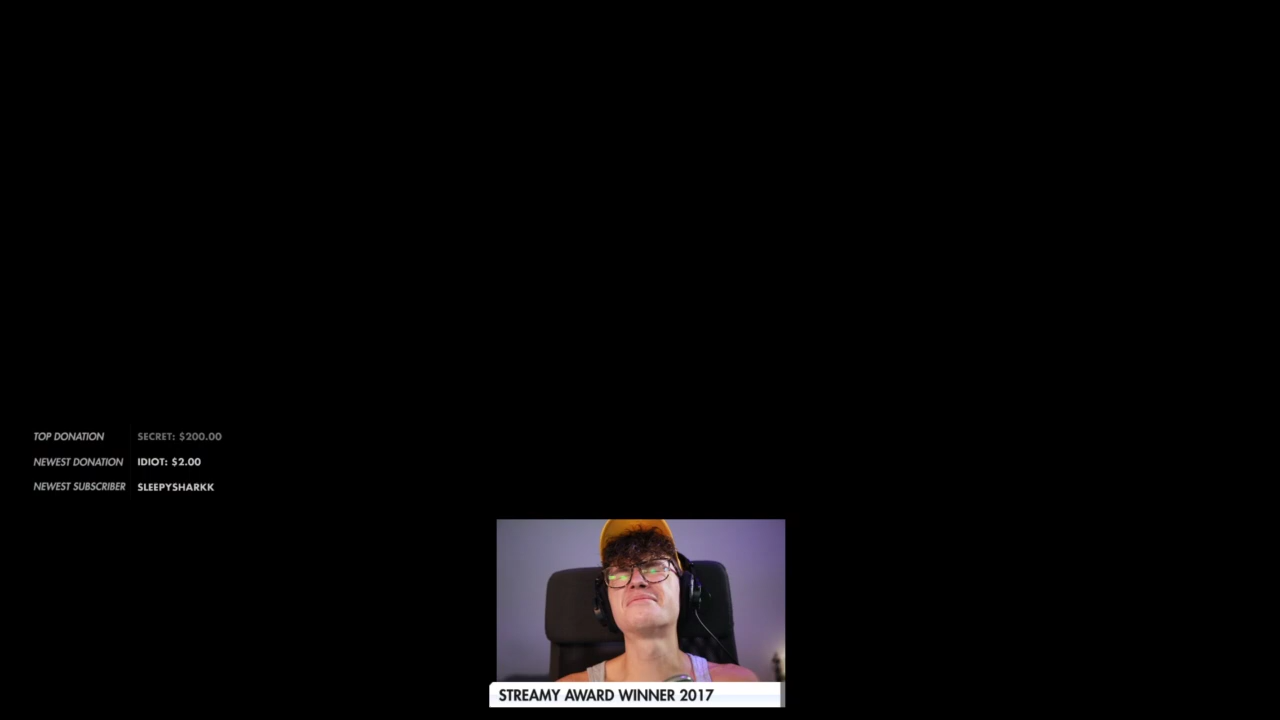 TOP DONATION SECRET: $200.00
NEWEST DONATION IDIOT: $2.00
NEWEST SUBSCRIBER SLEEPYSHARKK
STREAMY AWARD WINNER 2017